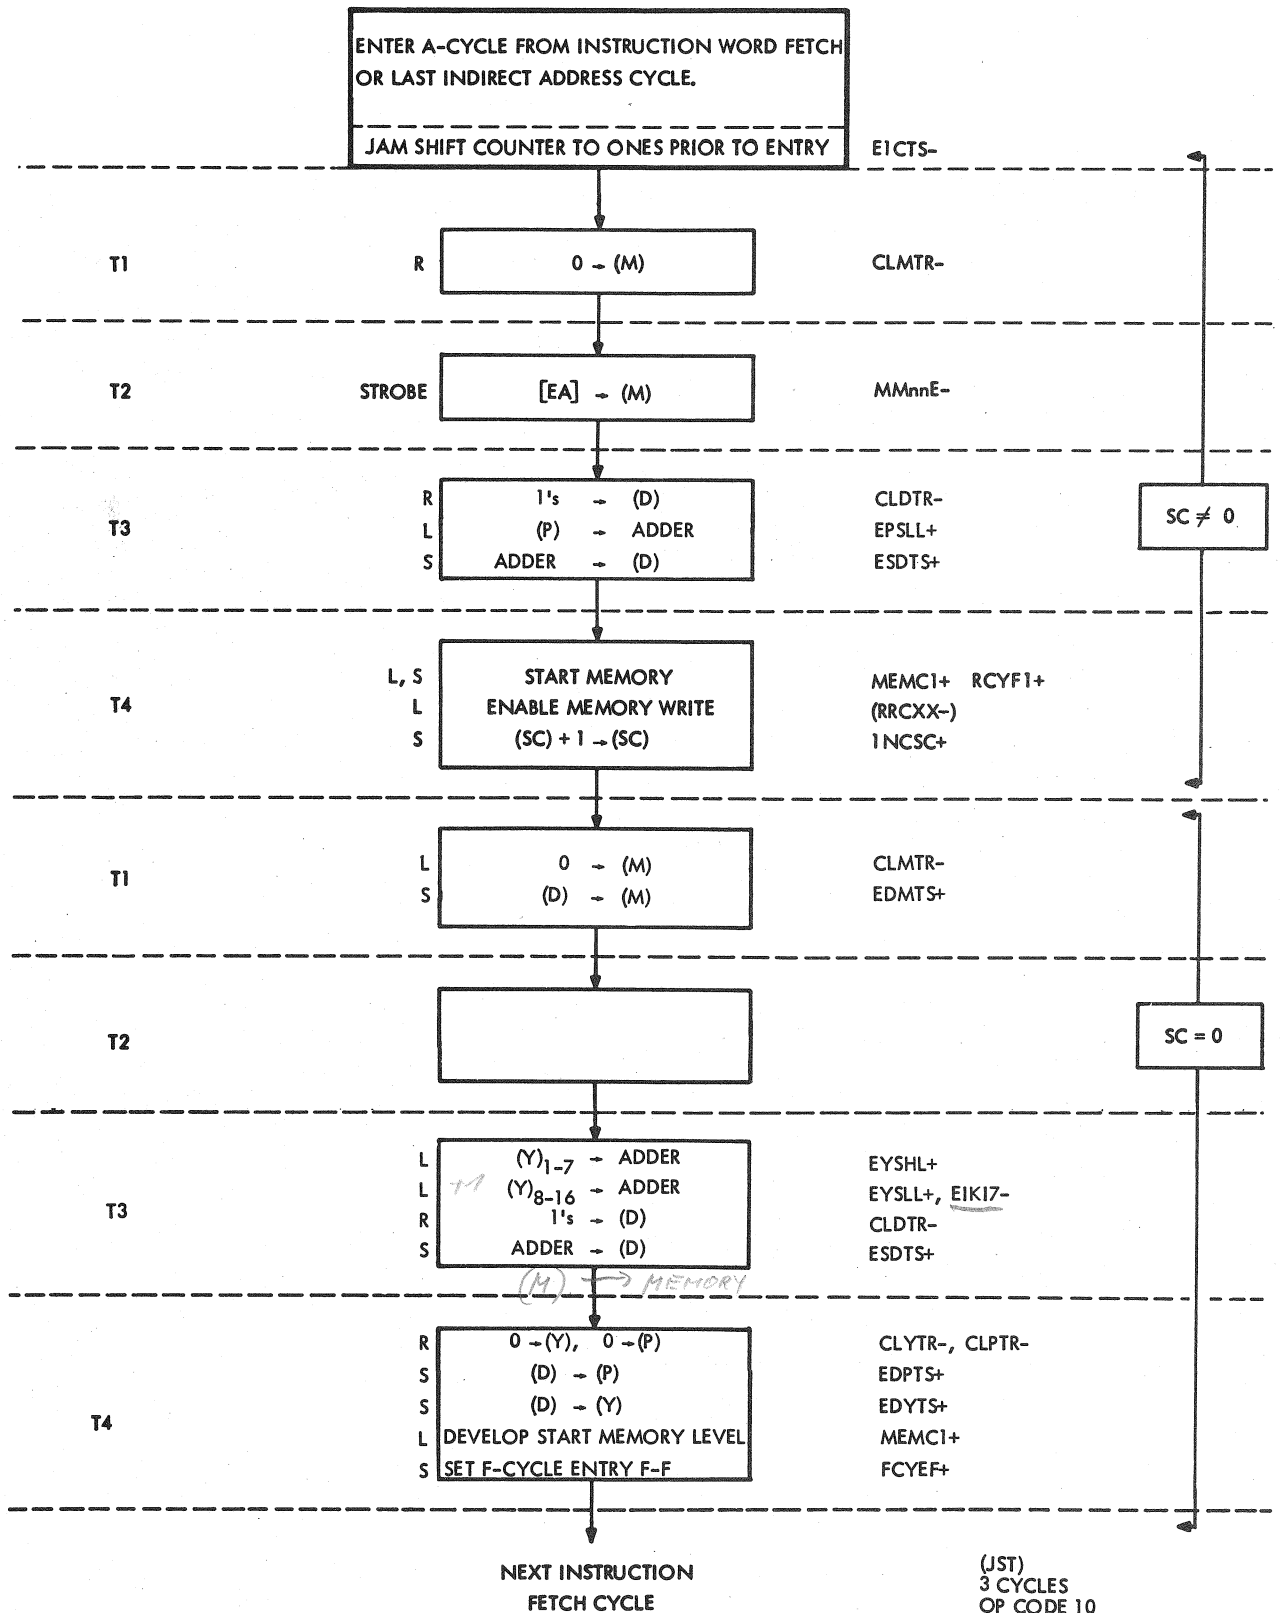 ENTER A-CYCLE FROM INSTRUCTION WORD FETCH
OR LAST INDIRECT ADDRESS CYCLE.
JAM SHIFT COUNTER TO ONES PRIOR TO ENTRY E1CTS-
T1 R 0 → (M) CLMTR-
T2 STROBE [EA] → (M) MMnnE-
R 1's → (D) CLDTR-
T3 L (P) → ADDER EPSLL+
S ADDER → (D) ESDTS+
SC ≠ 0
L, S START MEMORY MEMC1+ RCYF1+
T4 L ENABLE MEMORY WRITE (RRCXX-)
S (SC) + 1 → (SC) 1NCSC+
L 0 → (M) CLMTR-
T1
S (D) → (M) EDMTS+
T2
SC = 0
L (Y)1-7 → ADDER EYSHL+
L +M (Y)8-16 → ADDER EYSLL+, E1K17-
T3
R 1's → (D) CLDTR-
S ADDER → (D) ESDTS+
(M) → MEMORY
R 0 → (Y), 0 → (P) CLYTR-, CLPTR-
S (D) → (P) EDPTS+
S (D) → (Y) EDYTS+
T4
L DEVELOP START MEMORY LEVEL MEMC1+
S SET F-CYCLE ENTRY F-F FCYEF+
NEXT INSTRUCTION
FETCH CYCLE
(JST)
3 CYCLES
OP CODE 10